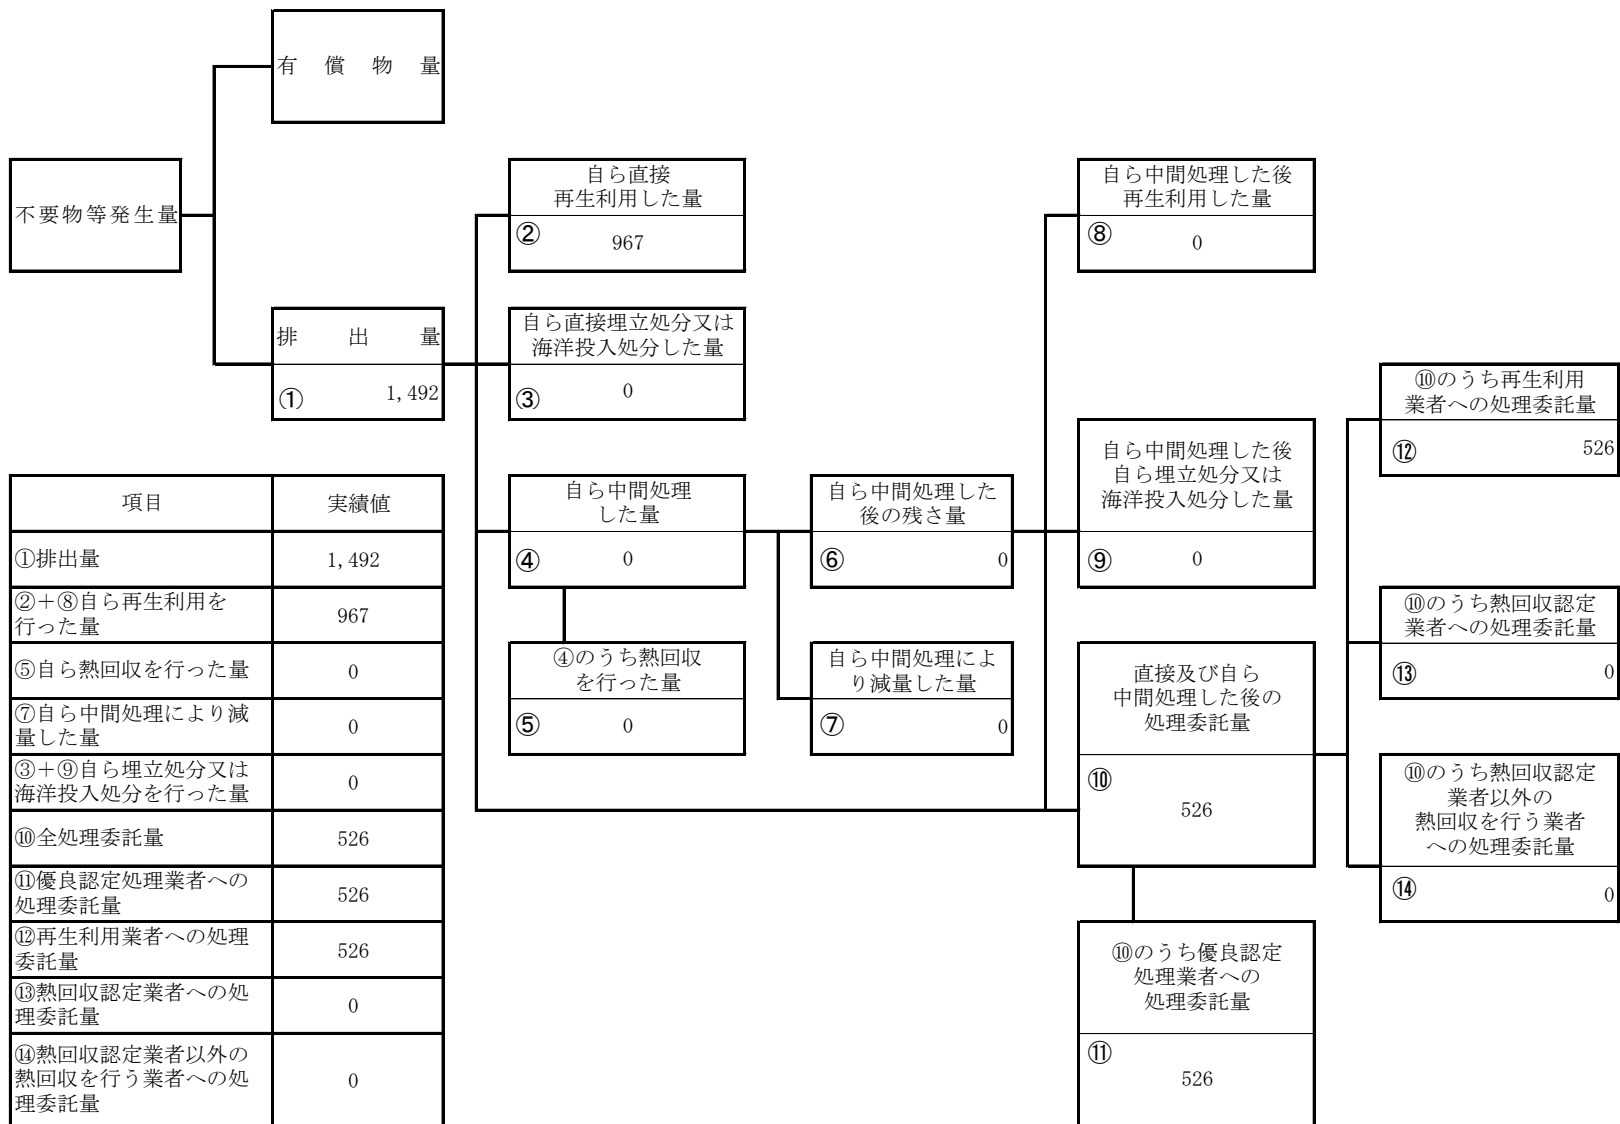 有償物量
不要物等発生量
排出量
① 1,492
自ら直接
再生利用した量
② 967
自ら直接埋立処分又は
海洋投入処分した量
③ 0
自ら中間処理
した量
④ 0
④のうち熱回収
を行った量
⑤ 0
自ら中間処理した
後の残さ量
⑥ 0
自ら中間処理によ
り減量した量
⑦ 0
自ら中間処理した後
再生利用した量
⑧ 0
自ら中間処理した後
自ら埋立処分又は
海洋投入処分した量
⑨ 0
直接及び自ら
中間処理した後の
処理委託量
⑩
526
⑩のうち優良認定
処理業者への
処理委託量
⑪
526
⑩のうち再生利用
業者への処理委託量
⑫ 526
⑩のうち熱回収認定
業者への処理委託量
⑬ 0
⑩のうち熱回収認定
業者以外の
熱回収を行う業者
への処理委託量
⑭ 0
項目 実績値
①排出量 1,492
②+⑧自ら再生利用を
行った量 967
⑤自ら熱回収を行った量 0
⑦自ら中間処理により減
量した量 0
③+⑨自ら埋立処分又は
海洋投入処分を行った量 0
⑩全処理委託量 526
⑪優良認定処理業者への
処理委託量 526
⑫再生利用業者への処理
委託量 526
⑬熱回収認定業者への処
理委託量 0
⑭熱回収認定業者以外の
熱回収を行う業者への処
理委託量 0